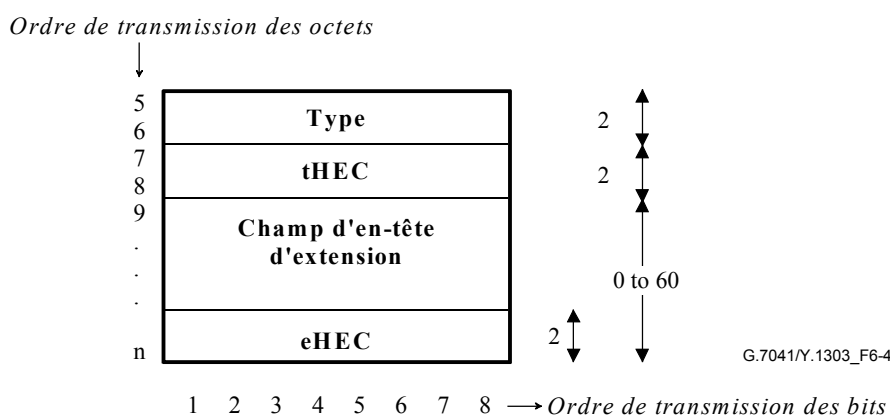 Ordre de transmission des octets
5
6
Type
2
7
8
tHEC
2
9
.
.
.
Champ d'en-tête
d'extension
0 to 60
n
eHEC
2
G.7041/Y.1303_F6-4
1 2 3 4 5 6 7 8 Ordre de transmission des bits